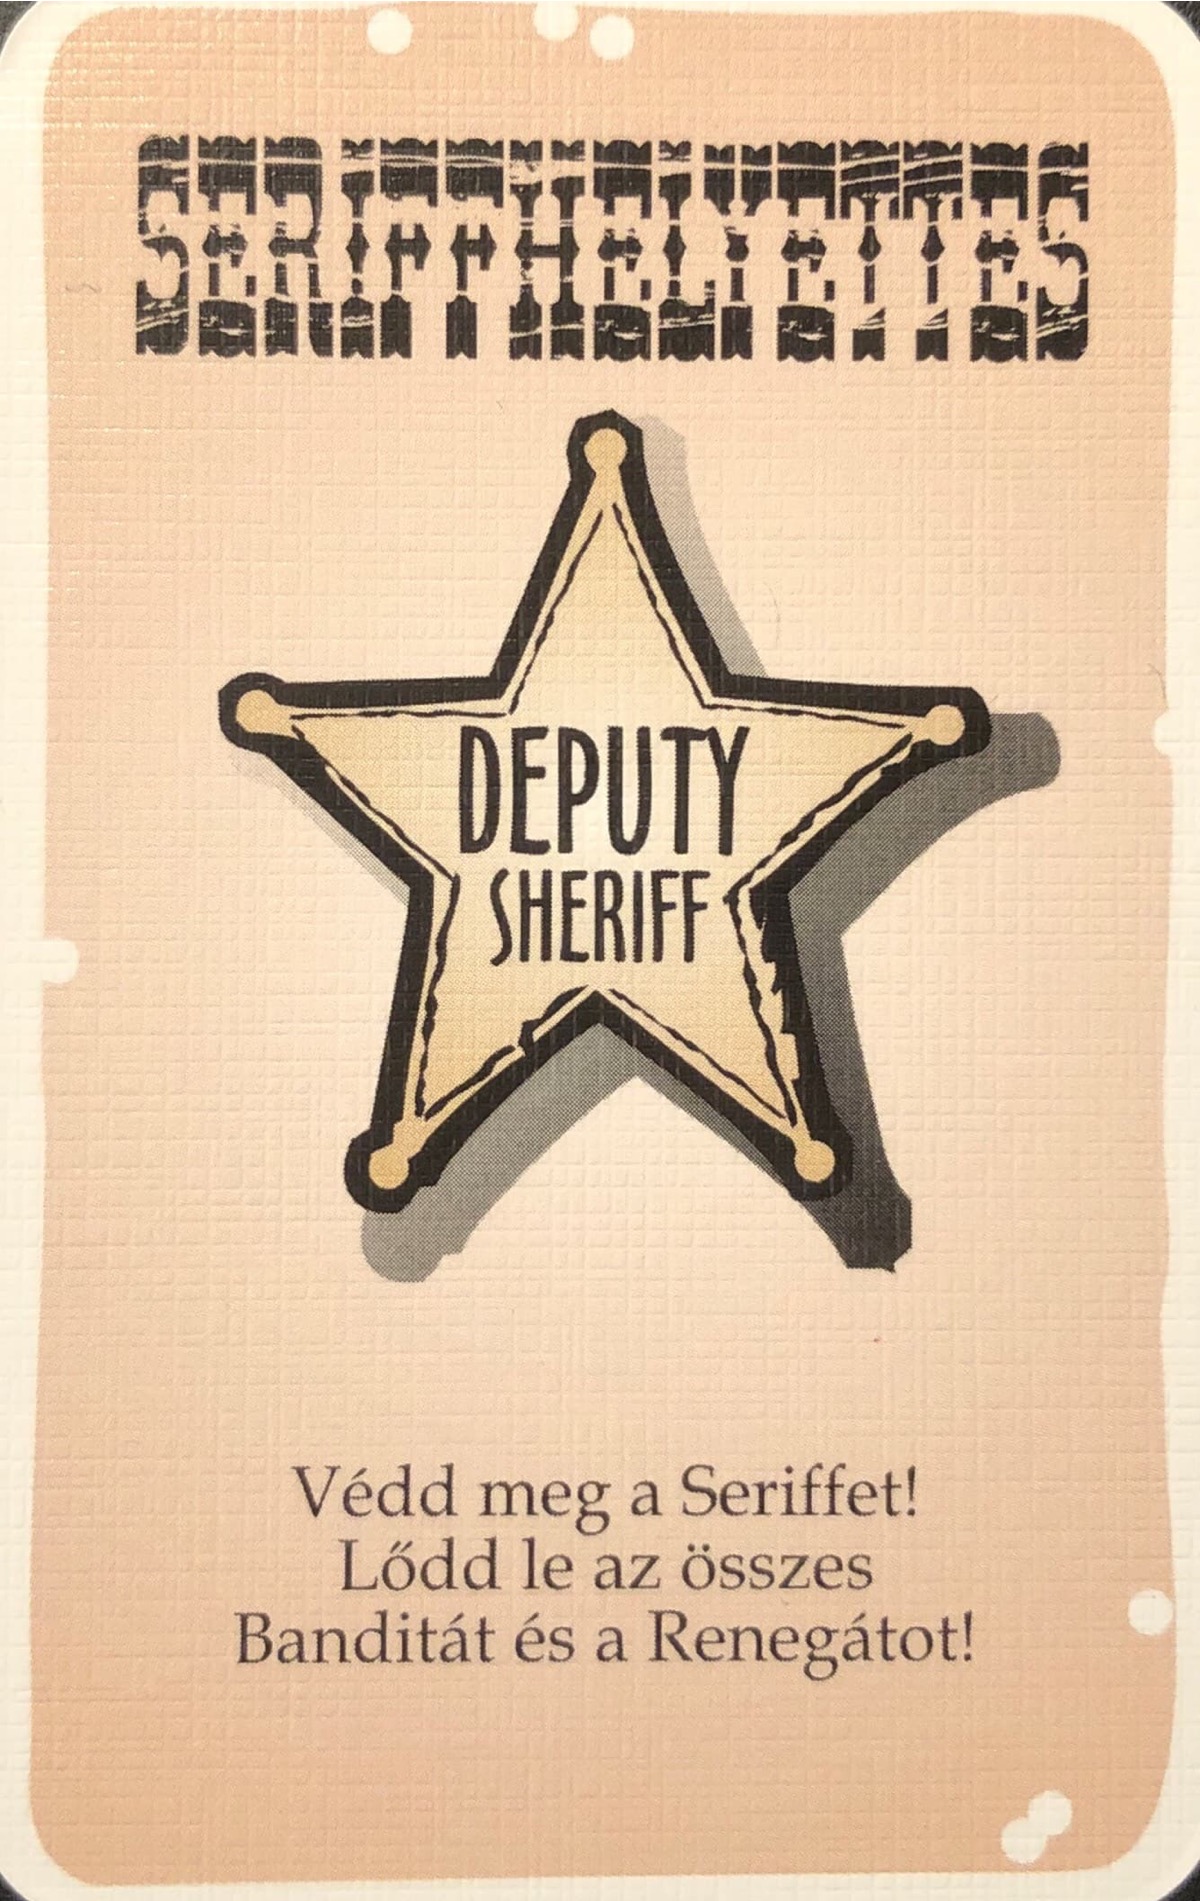 SERIFFHELYETTES
DEPUTY
SHERIFF
Védd meg a Seriffet!
Lődd le az összes
Banditát és a Renegátot!